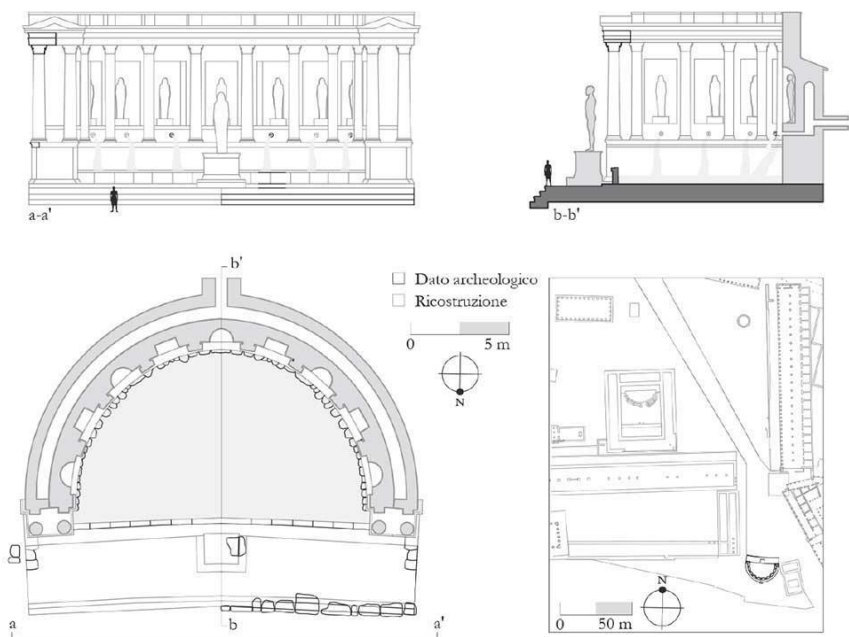 a-a'
b-b'
b'
Dato archeologico
Ricostruzione
0 5 m
N
a b a'
N
0 50 m